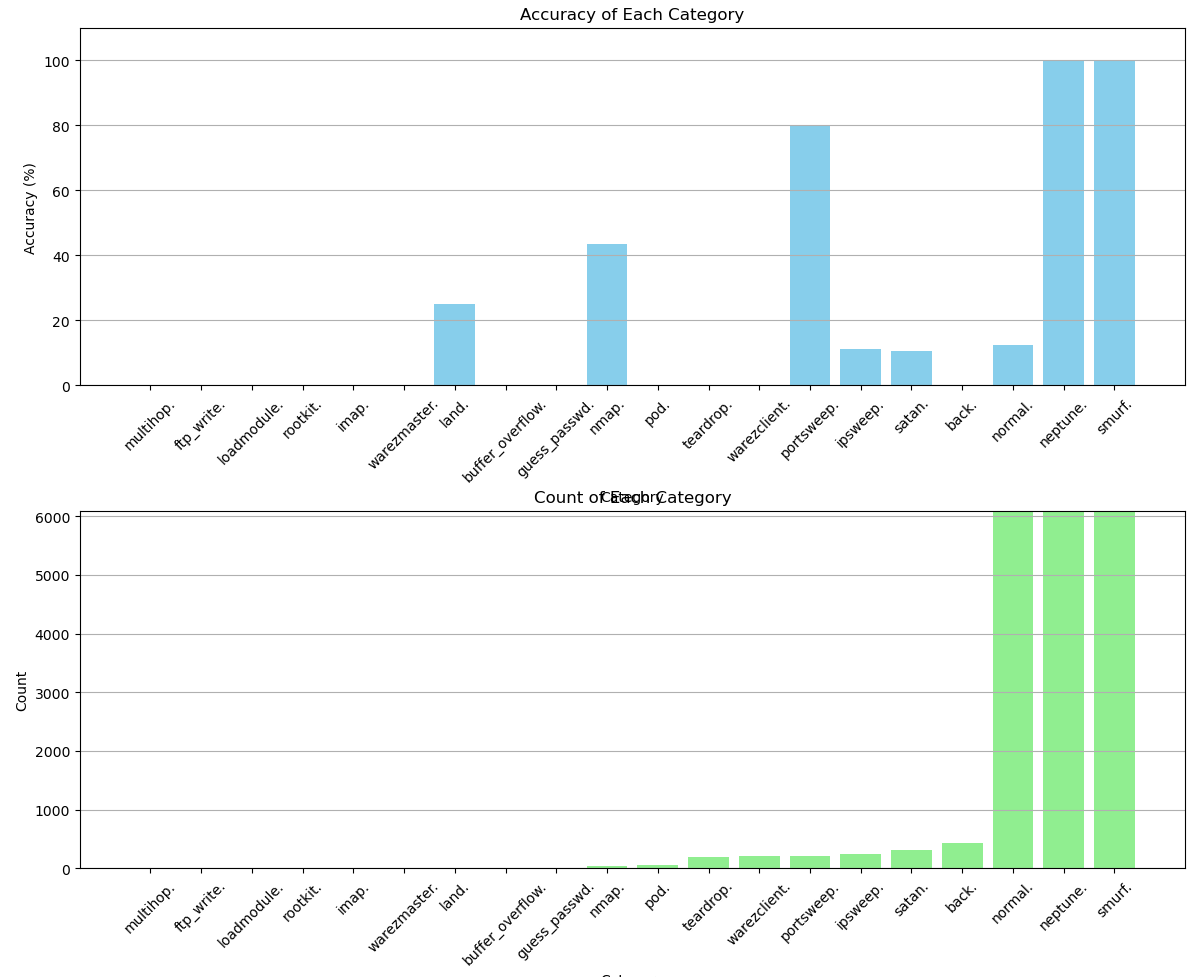 Accuracy of Each Category
Accuracy (%)
100
80
60
40
20
0
multihop.
ftp_write.
loadmodule.
rootkit.
imap.
warezmaster.
land.
buffer_overflow.
guess_passwd.
nmap.
pod.
teardrop.
warezclient.
portsweep.
ipsweep.
satan.
back.
normal.
neptune.
smurf.
Category
Count of Each Category
Count
6000
5000
4000
3000
2000
1000
0
multihop.
ftp_write.
loadmodule.
rootkit.
imap.
warezmaster.
land.
buffer_overflow.
guess_passwd.
nmap.
pod.
teardrop.
warezclient.
portsweep.
ipsweep.
satan.
back.
normal.
neptune.
smurf.